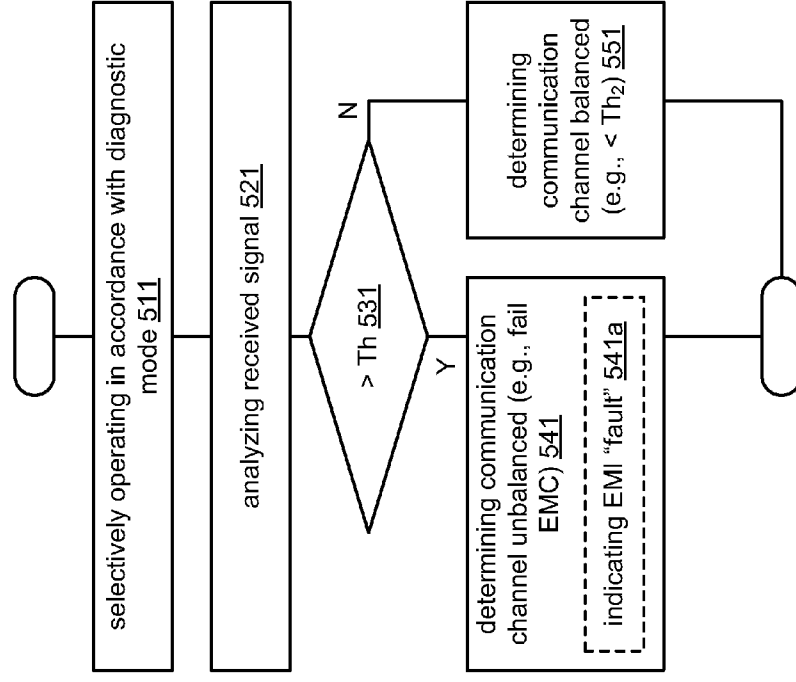 selectively operating in accordance with diagnostic
mode 511
analyzing received signal 521
> Th 531
N
Y
determining communication
channel unbalanced (e.g., fail
EMC) 541
indicating EMI “fault” 541a
determining
communication
channel balanced
(e.g., < Th₂) 551